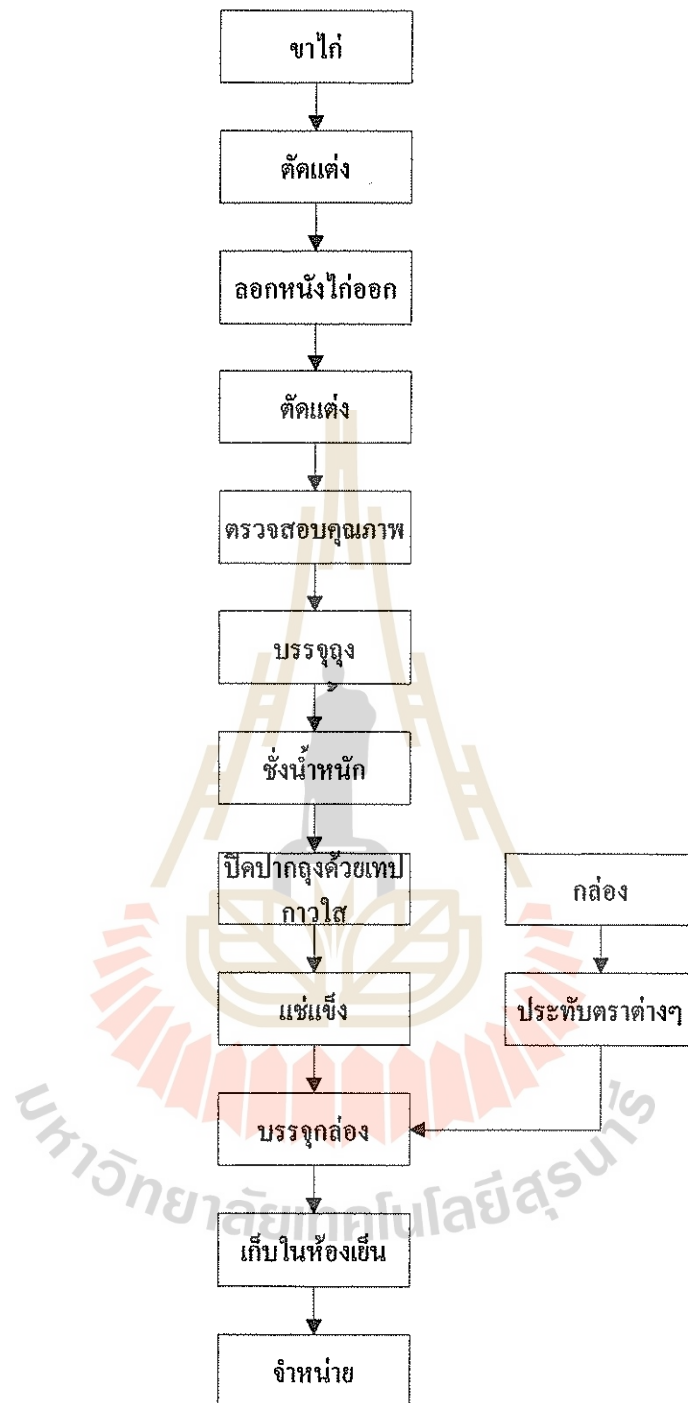 ขาไก่
ตัดแต่ง
ลอกหนังไก่ออก
ตัดแต่ง
ตรวจสอบคุณภาพ
บรรจุถุง
ชั่งน้ำหนัก
ปิดปากถุงด้วยเทป
กาวใส
กล่อง
แช่แข็ง
ประทับตราต่างๆ
บรรจุกล่อง
เก็บในห้องเย็น
จำหน่าย
มหาวิทยาลัยเทคโนโลยีสุรนารี